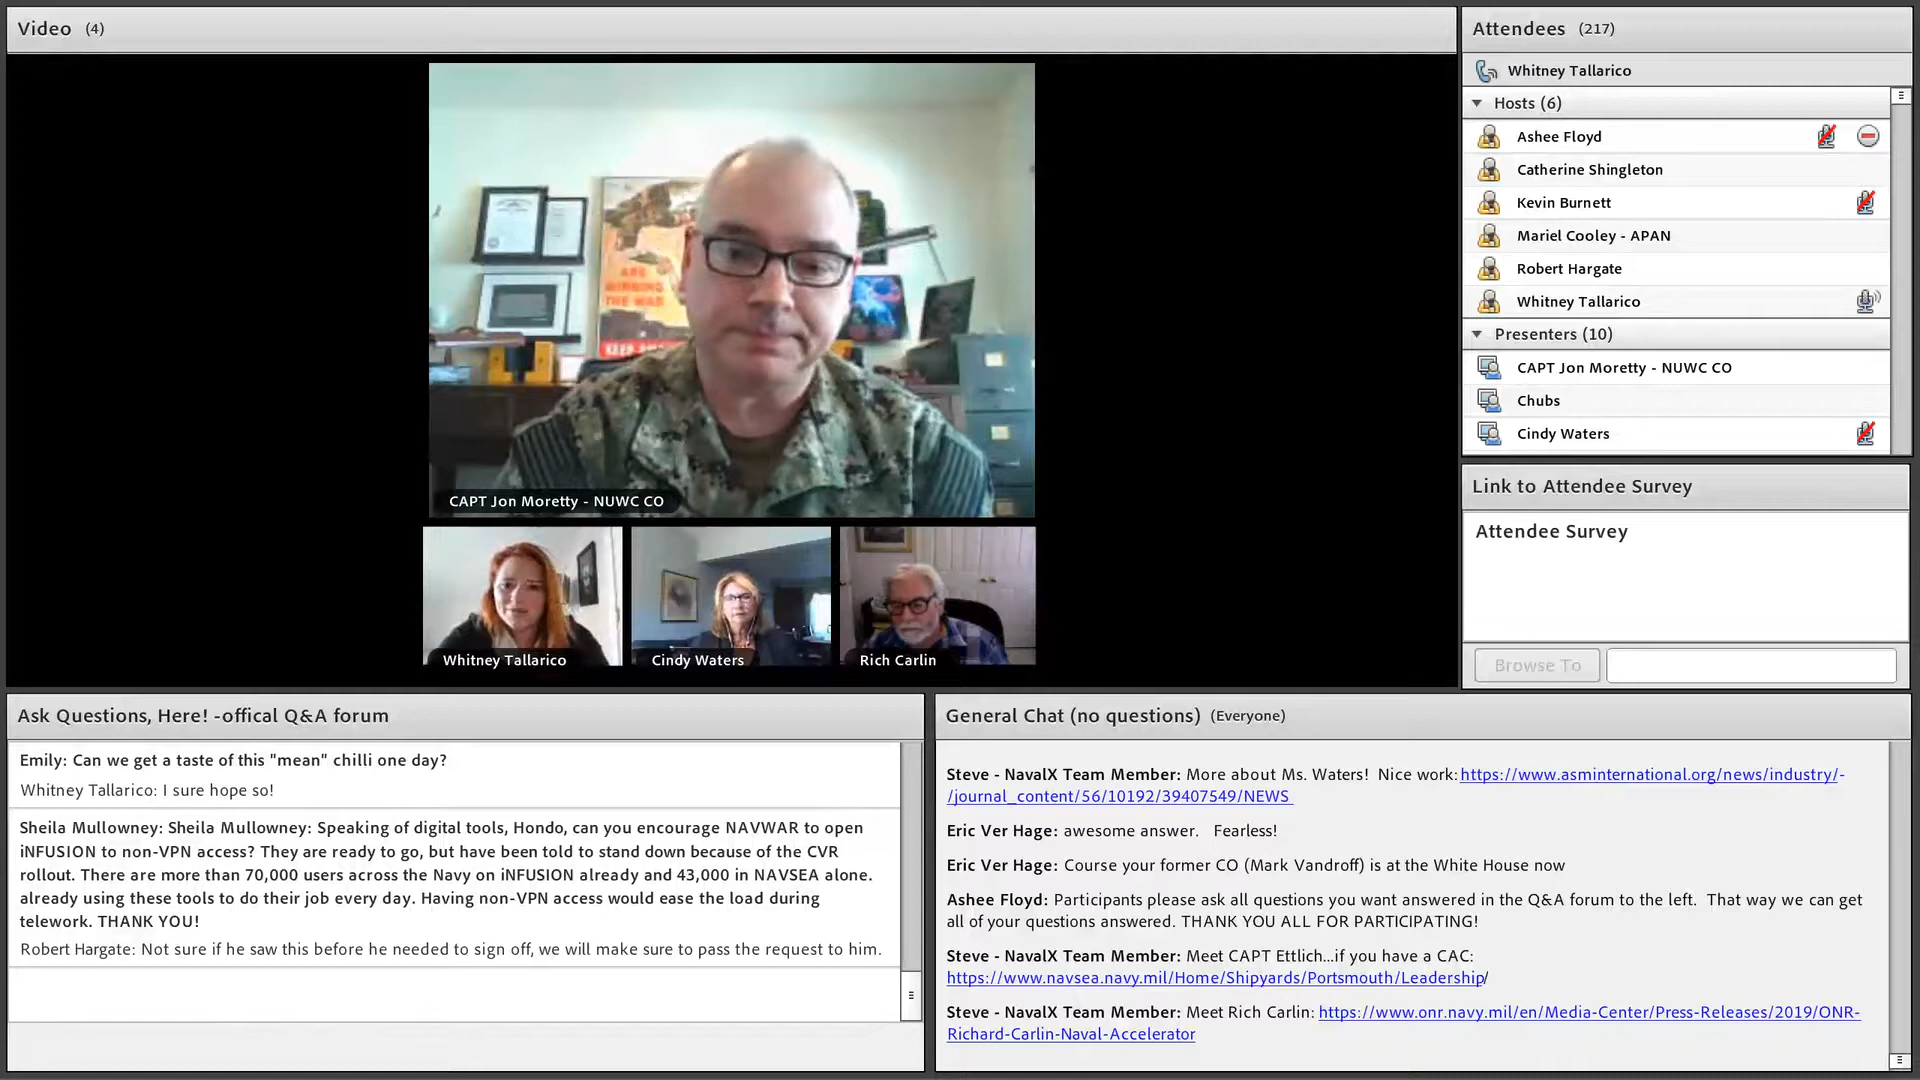 Video (4)
ARE
WINNING
THE WAR
CAPT Jon Moretty - NUWC CO
Whitney Tallarico
Cindy Waters
Rich Carlin
Attendees (217)
Whitney Tallarico
Hosts (6)
Ashee Floyd
Catherine Shingleton
Kevin Burnett
Mariel Cooley - APAN
Robert Hargate
Whitney Tallarico
Presenters (10)
CAPT Jon Moretty - NUWC CO
Chubs
Cindy Waters
Link to Attendee Survey
Attendee Survey
Browse To
Ask Questions, Here! -offical Q&A forum
Emily: Can we get a taste of this "mean" chilli one day?
Whitney Tallarico: I sure hope so!
Sheila Mullowney: Sheila Mullowney: Speaking of digital tools, Hondo, can you encourage NAVWAR to open
iNFUSION to non-VPN access? They are ready to go, but have been told to stand down because of the CVR
rollout. There are more than 70,000 users across the Navy on iNFUSION already and 43,000 in NAVSEA alone.
already using these tools to do their job every day. Having non-VPN access would ease the load during
telework. THANK YOU!
Robert Hargate: Not sure if he saw this before he needed to sign off, we will make sure to pass the request to him.
General Chat (no questions) (Everyone)
Steve - NavalX Team Member: More about Ms. Waters!  Nice work: https://www.asminternational.org/news/industry/-
/journal_content/56/10192/39407549/NEWS
Eric Ver Hage: awesome answer.   Fearless!
Eric Ver Hage: Course your former CO (Mark Vandroff) is at the White House now
Ashee Floyd: Participants please ask all questions you want answered in the Q&A forum to the left.  That way we can get
all of your questions answered. THANK YOU ALL FOR PARTICIPATING!
Steve - NavalX Team Member: Meet CAPT Ettlich...if you have a CAC:
https://www.navsea.navy.mil/Home/Shipyards/Portsmouth/Leadership/
Steve - NavalX Team Member: Meet Rich Carlin: https://www.onr.navy.mil/en/Media-Center/Press-Releases/2019/ONR-
Richard-Carlin-Naval-Accelerator